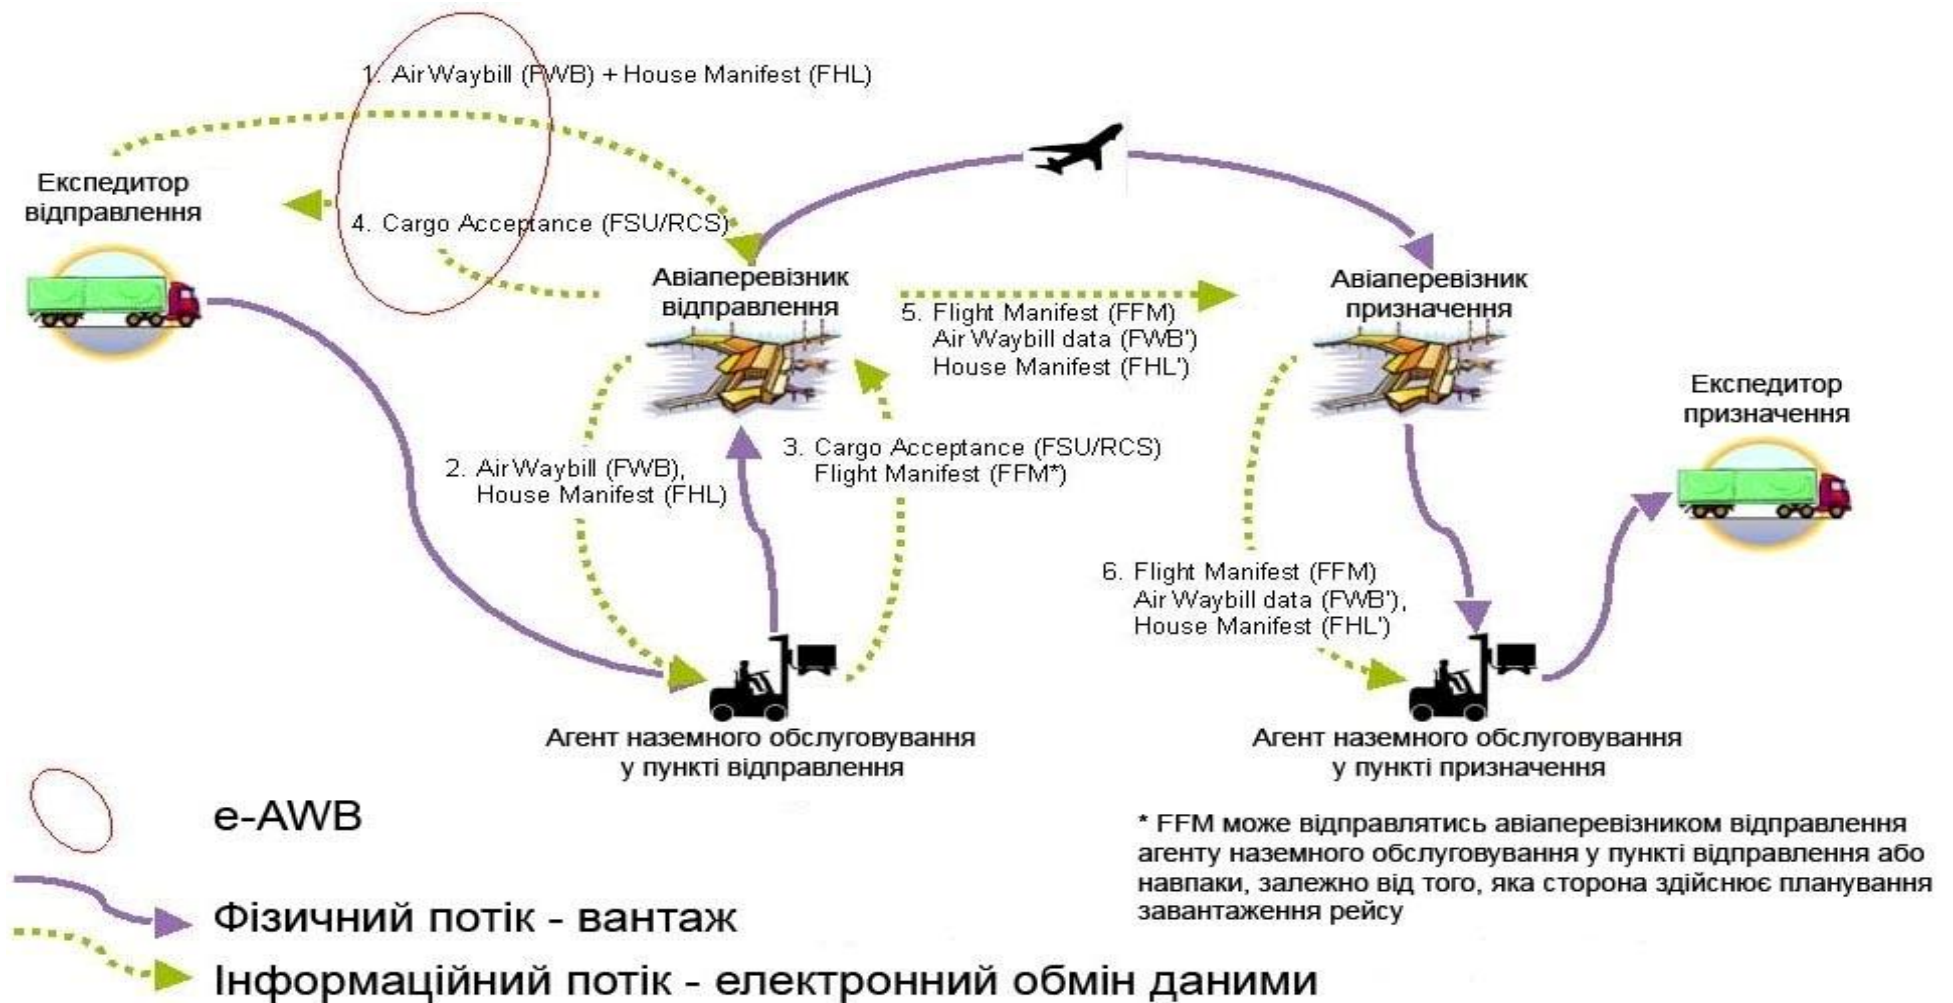 1. Air Waybill (FWB) + House Manifest (FHL)
Експедитор
відправлення
4. Cargo Acceptance (FSU/RCS)
Авіаперевізник
відправлення
Авіаперевізник
призначення
5. Flight Manifest (FFM)
Air Waybill data (FWB')
House Manifest (FHL')
Експедитор
призначення
2. Air Waybill (FWB),
House Manifest (FHL)
3. Cargo Acceptance (FSU/RCS)
Flight Manifest (FFM*)
6. Flight Manifest (FFM)
Air Waybill data (FWB'),
House Manifest (FHL')
Агент наземного обслуговування
у пункті відправлення
Агент наземного обслуговування
у пункті призначення
e-AWB
Фізичний потік - вантаж
Інформаційний потік - електронний обмін даними
* FFM може відправлятись авіаперевізником відправлення
агенту наземного обслуговування у пункті відправлення або
навпаки, залежно від того, яка сторона здійснює планування
завантаження рейсу